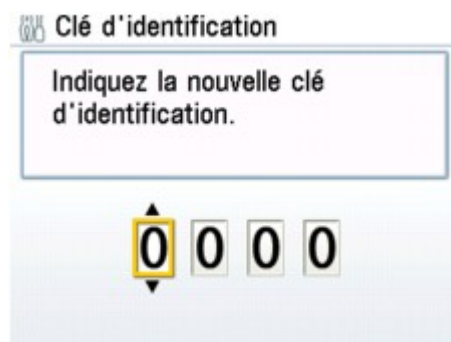 Clé d'identification
Indiquez la nouvelle clé
d'identification.
0 0 0 0